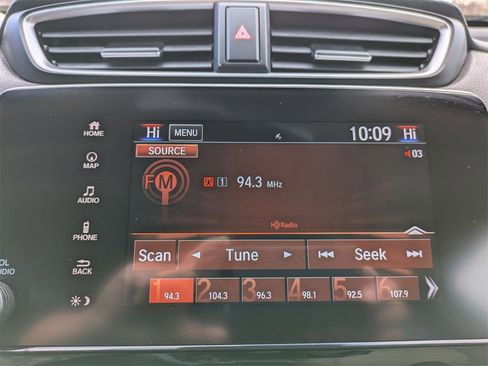 HOME
MAP
AUDIO
PHONE
BACK
Hi MENU 10:09 Hi
SOURCE 03
FM 1 94.3 MHz
HD Radio
Scan Tune Seek
1 94.3 2 104.3 3 96.3 4 98.1 5 92.5 6 107.9